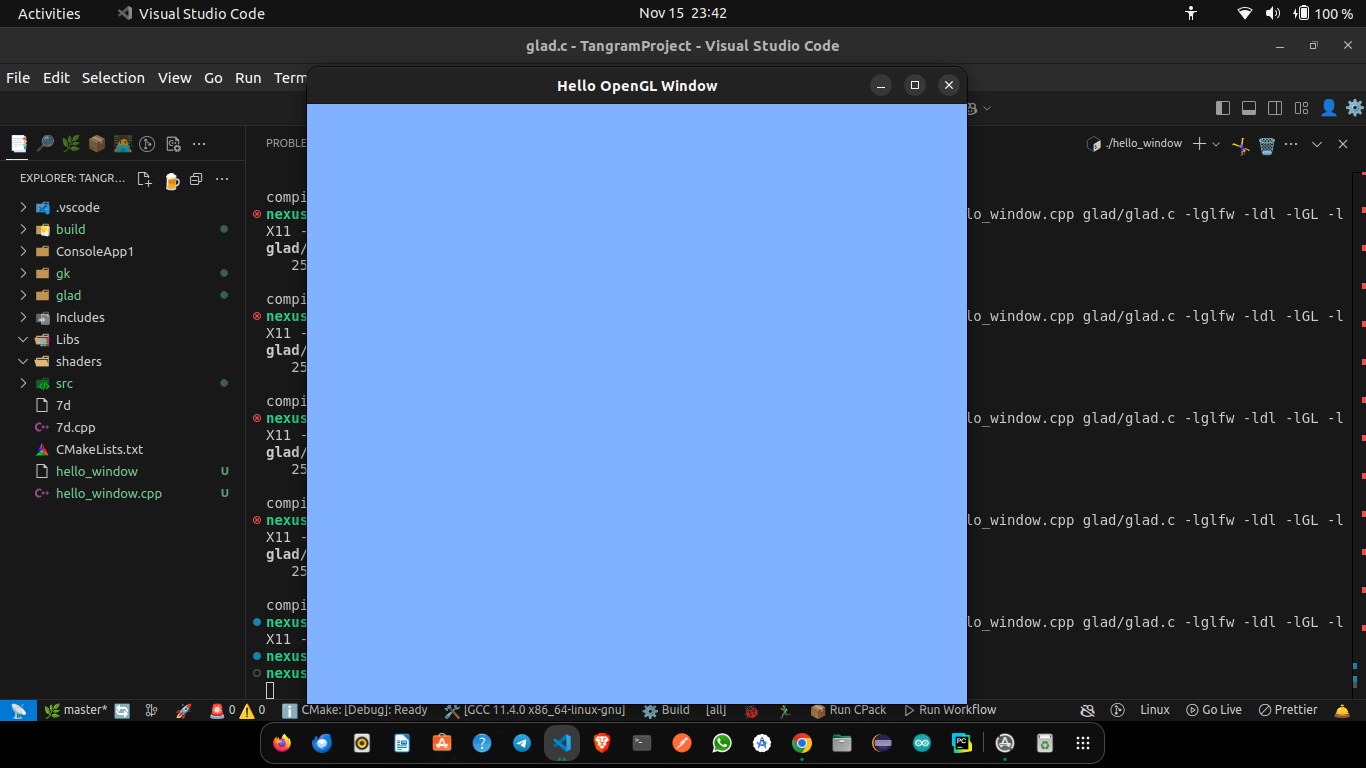 Activities Visual Studio Code Nov 15 23:42 100 %
glad.c - TangramProject - Visual Studio Code
File Edit Selection View Go Run Term
Hello OpenGL Window
PROBLE ./hello_window
EXPLORER: TANGR...
.vscode
build
ConsoleApp1
gk
glad
Includes
Libs
shaders
src
7d
7d.cpp
CMakeLists.txt
hello_window U
hello_window.cpp U
compi
nexus lo_window.cpp glad/glad.c -lglfw -ldl -lGL -l
X11 -
glad/
25
compi
nexus lo_window.cpp glad/glad.c -lglfw -ldl -lGL -l
X11 -
glad/
25
compi
nexus lo_window.cpp glad/glad.c -lglfw -ldl -lGL -l
X11 -
glad/
25
compi
nexus lo_window.cpp glad/glad.c -lglfw -ldl -lGL -l
X11 -
glad/
25
compi
nexus lo_window.cpp glad/glad.c -lglfw -ldl -lGL -l
X11 -
nexus
nexus
master* 0 0 CMake: [Debug]: Ready [GCC 11.4.0 x86_64-linux-gnu] Build [all] Run CPack Run Workflow Linux Go Live Prettier